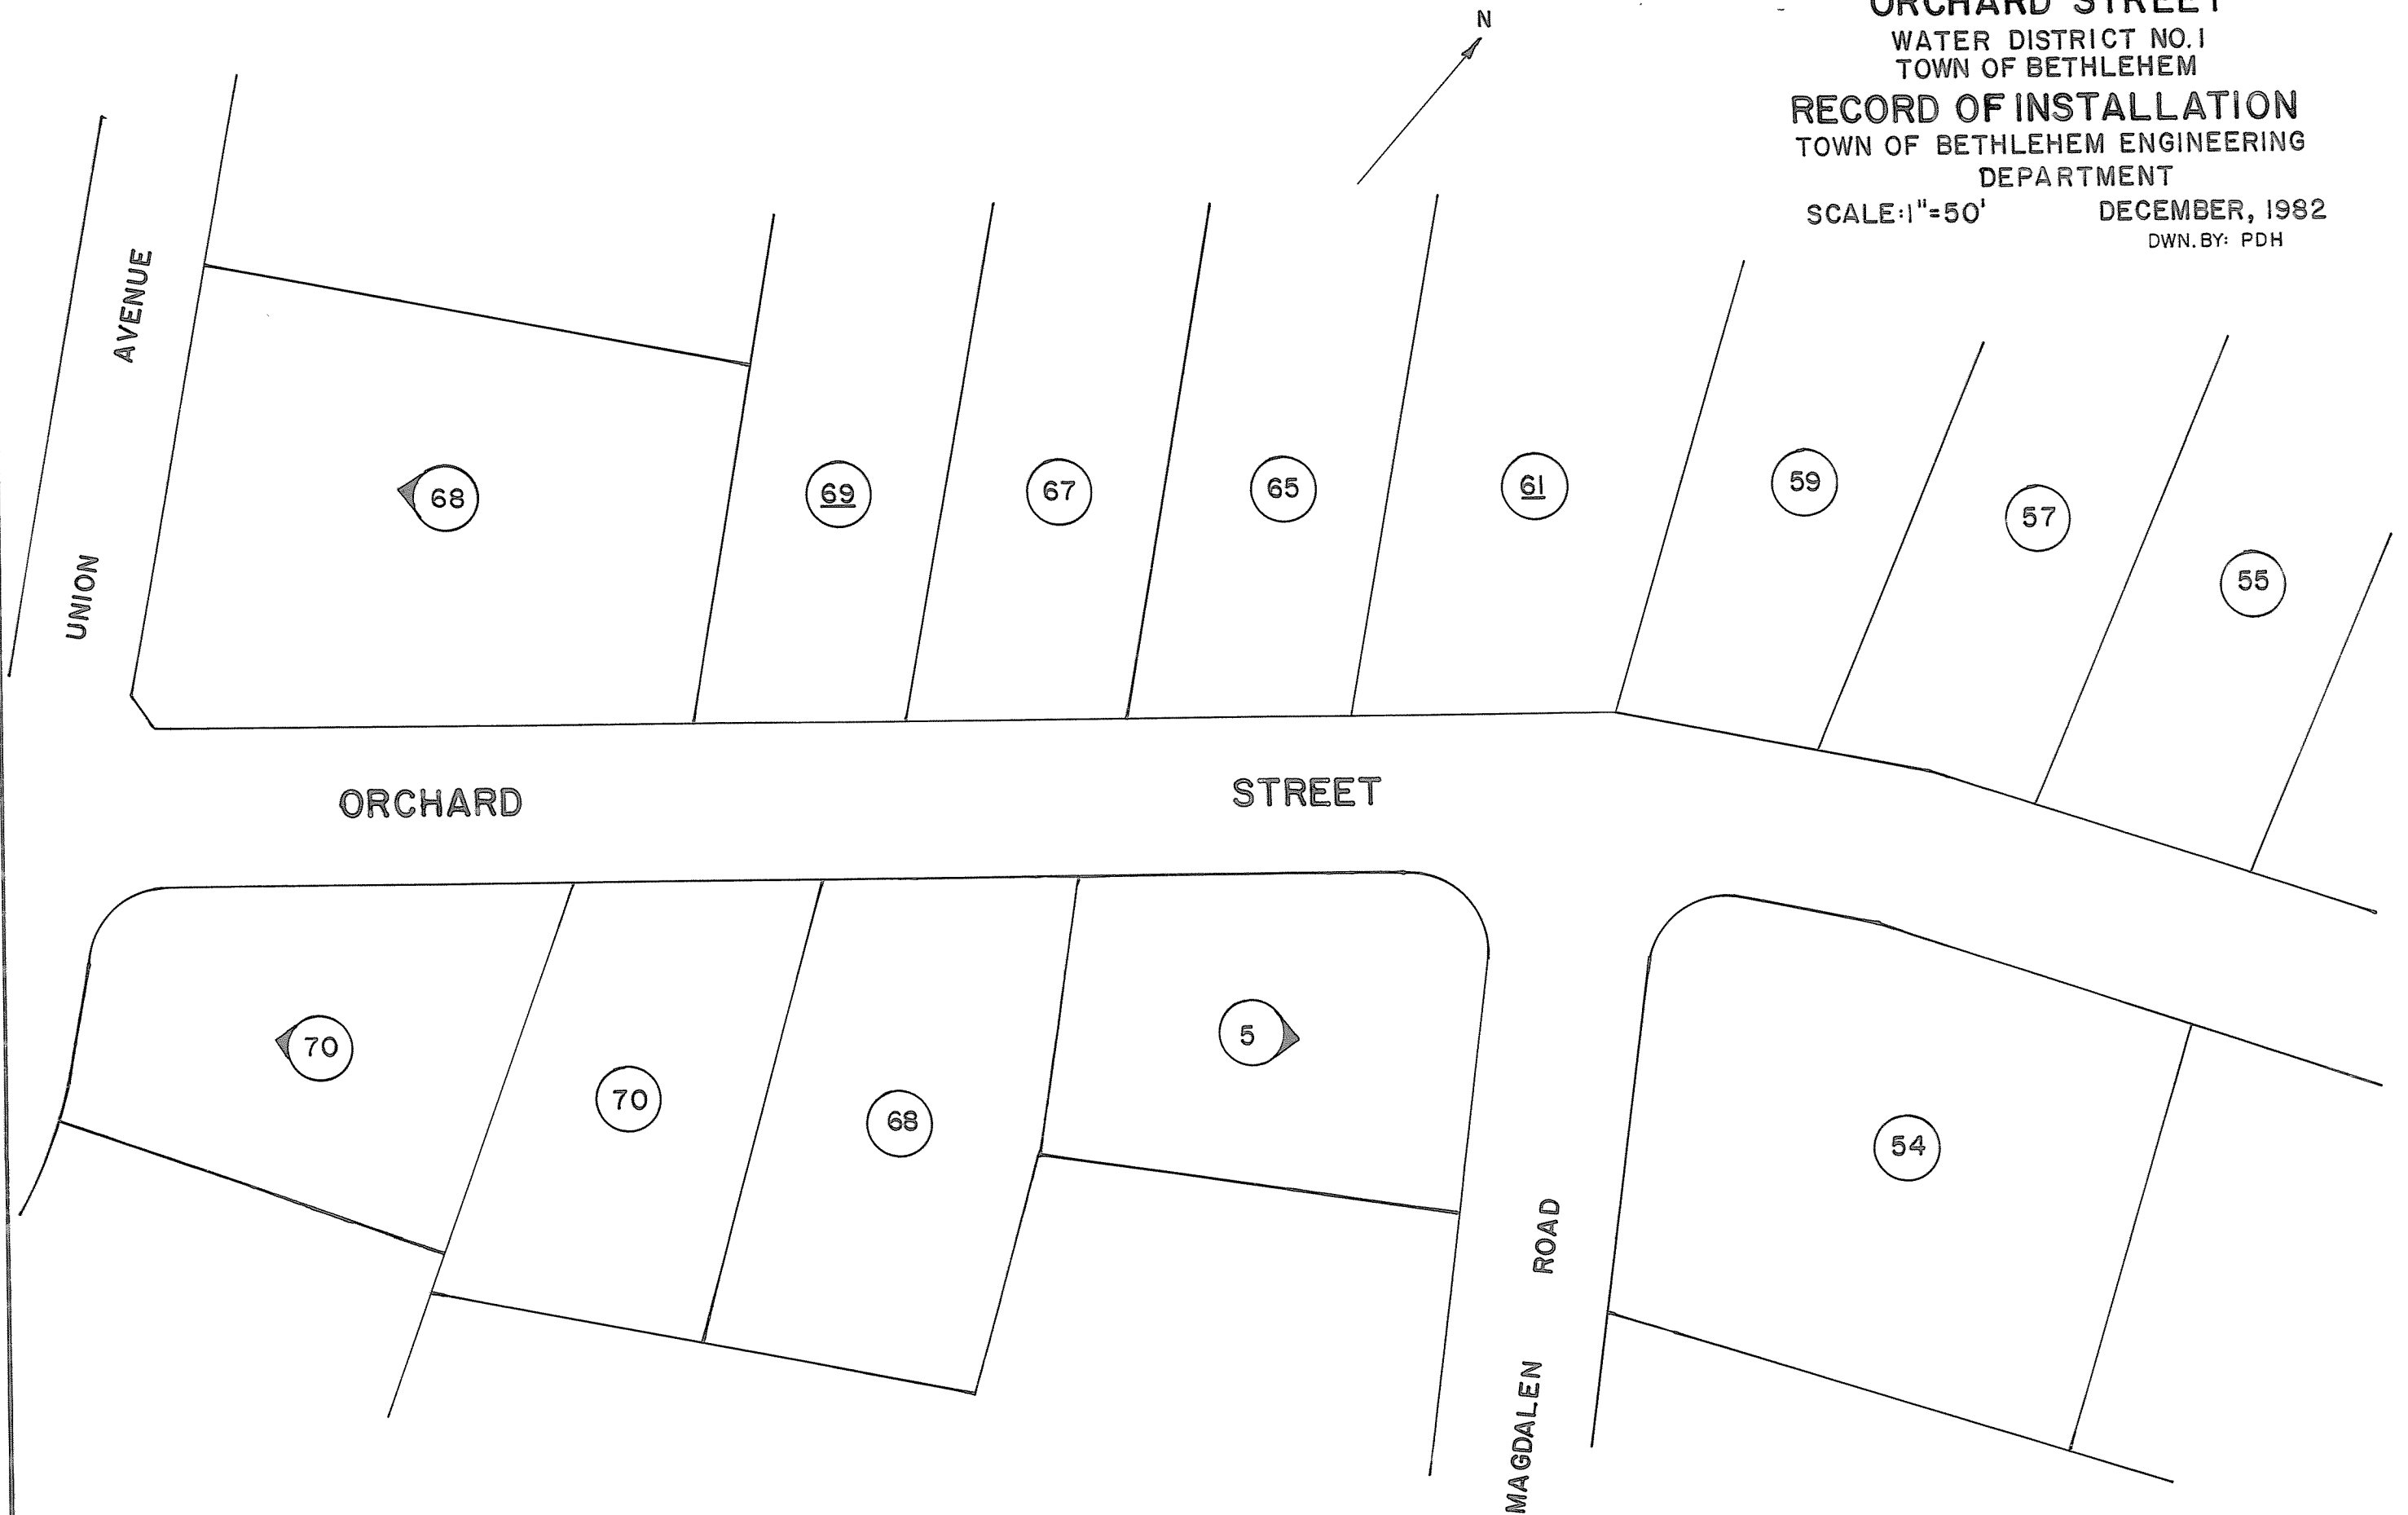 N
ORCHARD STREET
WATER DISTRICT NO.1
TOWN OF BETHLEHEM
RECORD OF INSTALLATION
TOWN OF BETHLEHEM ENGINEERING
DEPARTMENT
SCALE:1"=50' DECEMBER, 1982
DWN. BY: PDH
UNION AVENUE
68
69
67
65
61
59
57
55
ORCHARD STREET
70
70
68
5
54
MAGDALEN ROAD